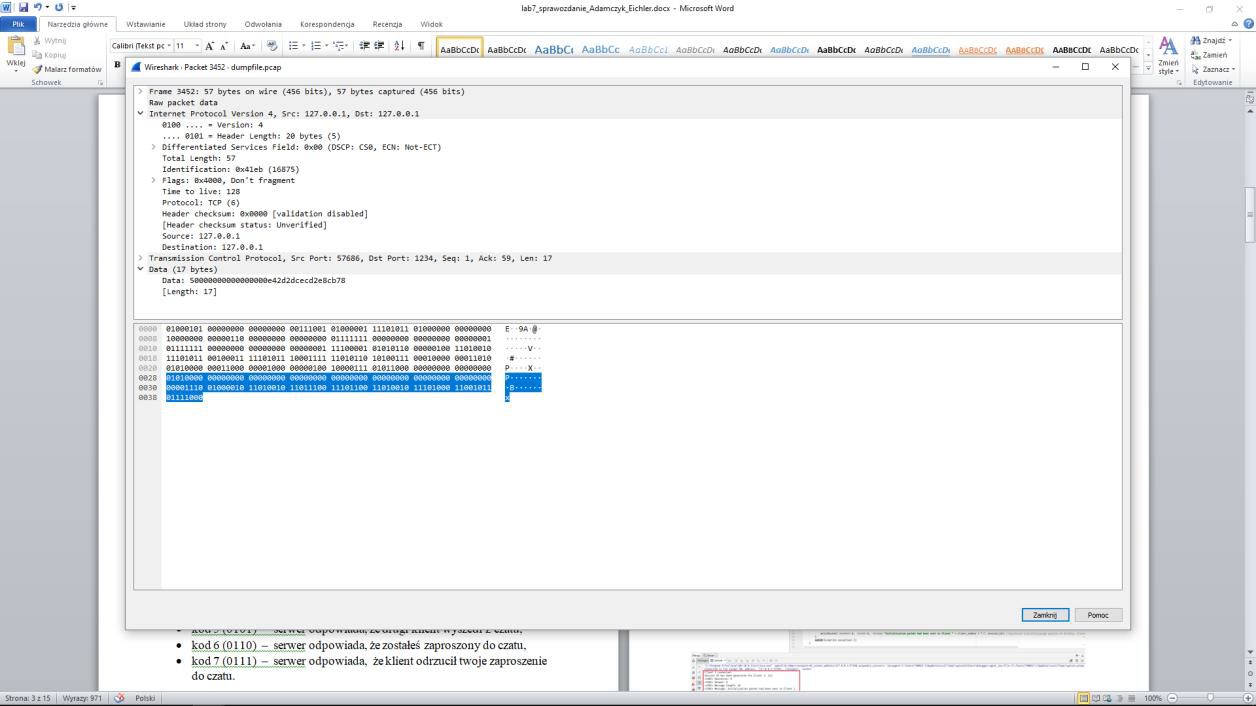 lab7_sprawozdanie_Adamczyk_Eichler.docx - Microsoft Word
Plik Narzędzia główne Wstawianie Układ strony Odwołania Korespondencja Recenzja Widok
Wklej
Wytnij
Kopiuj
Malarz formatów
Schowek
Calibri (Tekst pc 11
B
AaBbCcDc AaBbCcDc AaBbC( AaBbCc AaBbCcl AaBbCcDc AaBbCcDc AaBbCcDc AaBbCcDc AaBbCcDc AaBbCcDc AaBbCcDc AaBbCcDc AaBbCcDc AaBbCcDc
Zmień style
Znajdź
Zamień
Zaznacz
Edytowanie
Wireshark · Packet 3452 · dumpfile.pcap
Frame 3452: 57 bytes on wire (456 bits), 57 bytes captured (456 bits)
Raw packet data
Internet Protocol Version 4, Src: 127.0.0.1, Dst: 127.0.0.1
0100 .... = Version: 4
.... 0101 = Header Length: 20 bytes (5)
Differentiated Services Field: 0x00 (DSCP: CS0, ECN: Not-ECT)
Total Length: 57
Identification: 0x41eb (16875)
Flags: 0x4000, Don't fragment
Time to live: 128
Protocol: TCP (6)
Header checksum: 0x0000 [validation disabled]
[Header checksum status: Unverified]
Source: 127.0.0.1
Destination: 127.0.0.1
Transmission Control Protocol, Src Port: 57686, Dst Port: 1234, Seq: 1, Ack: 59, Len: 17
Data (17 bytes)
Data: 50000000000000000e42d2dcecd2e8cb78
[Length: 17]
0000 01000101 00000000 00000000 00111001 01000001 11101011 01000000 00000000 E··9A·@·
0008 10000000 00000110 00000000 00000000 01111111 00000000 00000000 00000001 ········
0010 01111111 00000000 00000000 00000001 11100001 01010110 00000100 11010010 ·····V··
0018 11101011 00100011 11101011 10001111 11010110 10100111 00010000 00011010 ·#······
0020 01010000 00011000 00001000 00000100 10000111 01011000 00000000 00000000 P····X··
0028 01010000 00000000 00000000 00000000 00000000 00000000 00000000 00000000 P·······
0030 00001110 01000010 11010010 11011100 11101100 11010010 11101000 11001011 ·B······
0038 01111000 x
Zamknij Pomoc
kod 5 (0101) – serwer odpowiada, że drugi klient wyszedł z czatu,
kod 6 (0110) – serwer odpowiada, że zostałeś zaproszony do czatu,
kod 7 (0111) – serwer odpowiada, że klient odrzucił twoje zaproszenie
do czatu.
Strona: 3 z 15 Wyrazy: 971 Polski 100%